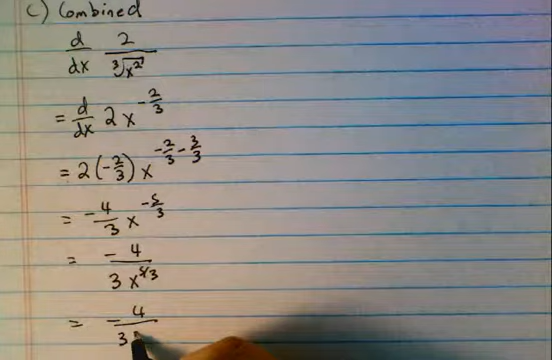 c) Combined
d/dx 2/∛x²
= d/dx 2x^(-2/3)
= 2(-2/3)x^(-2/3-3/3)
= -4/3 x^(-5/3)
= -4/3x^(5/3)
= -4/3